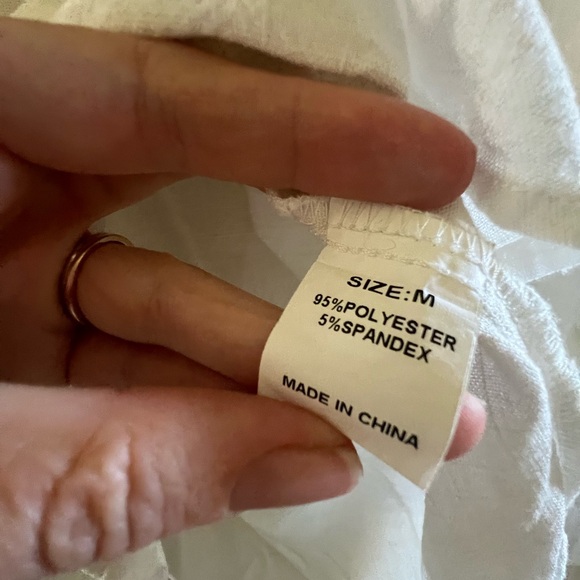 SIZE:M
95%POLYESTER
5%SPANDEX
MADE IN CHINA